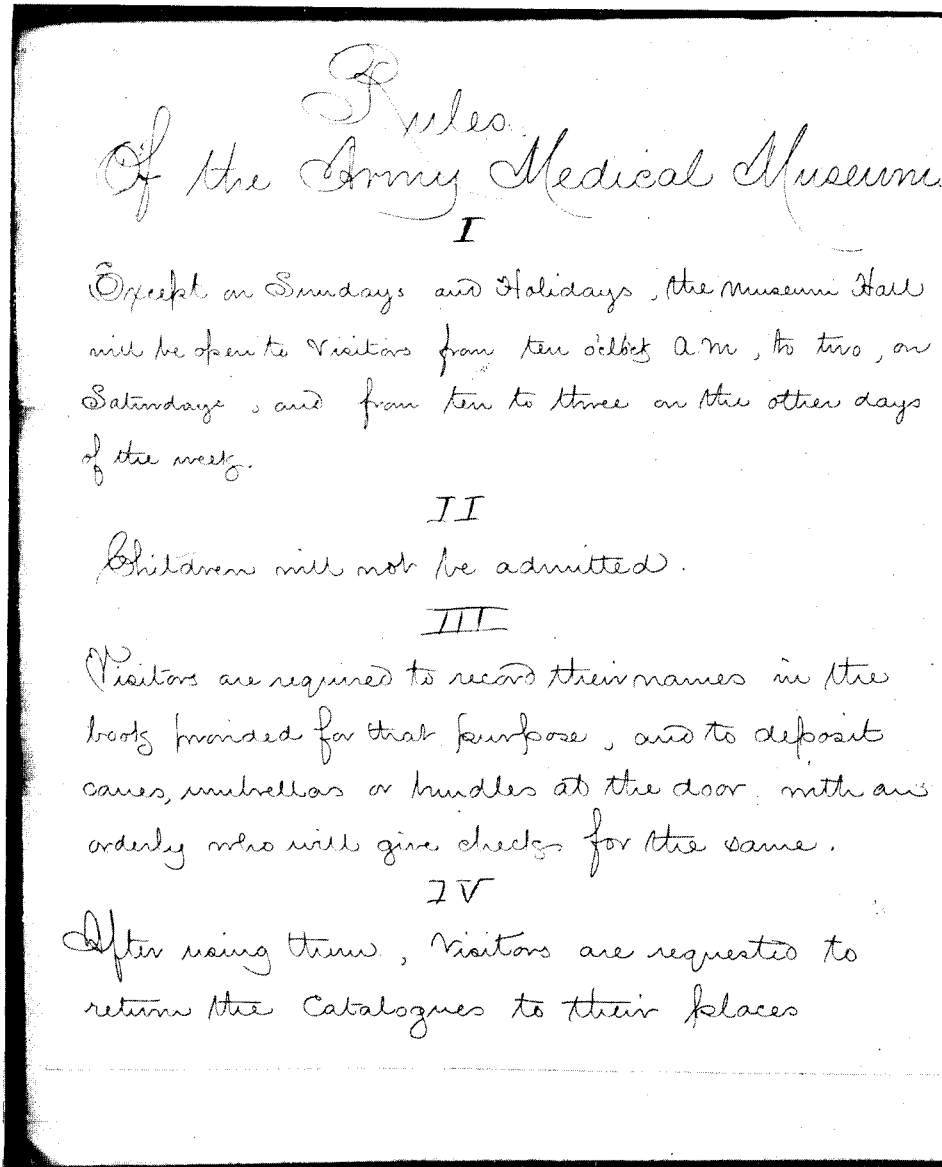 Rules
Of the Army Medical Museum
I
Except on Sundays and Holidays, the Museum Hall
will be open to Visitors from ten o'clock A.M, to two, on
Saturdays, and from ten to three on the other days
of the week.
II
Children will not be admitted.
III
Visitors are required to record their names in the
book provided for that purpose, and to deposit
canes, umbrellas or bundles at the door with an
orderly who will give checks for the same.
IV
After using them, Visitors are requested to
return the Catalogues to their places